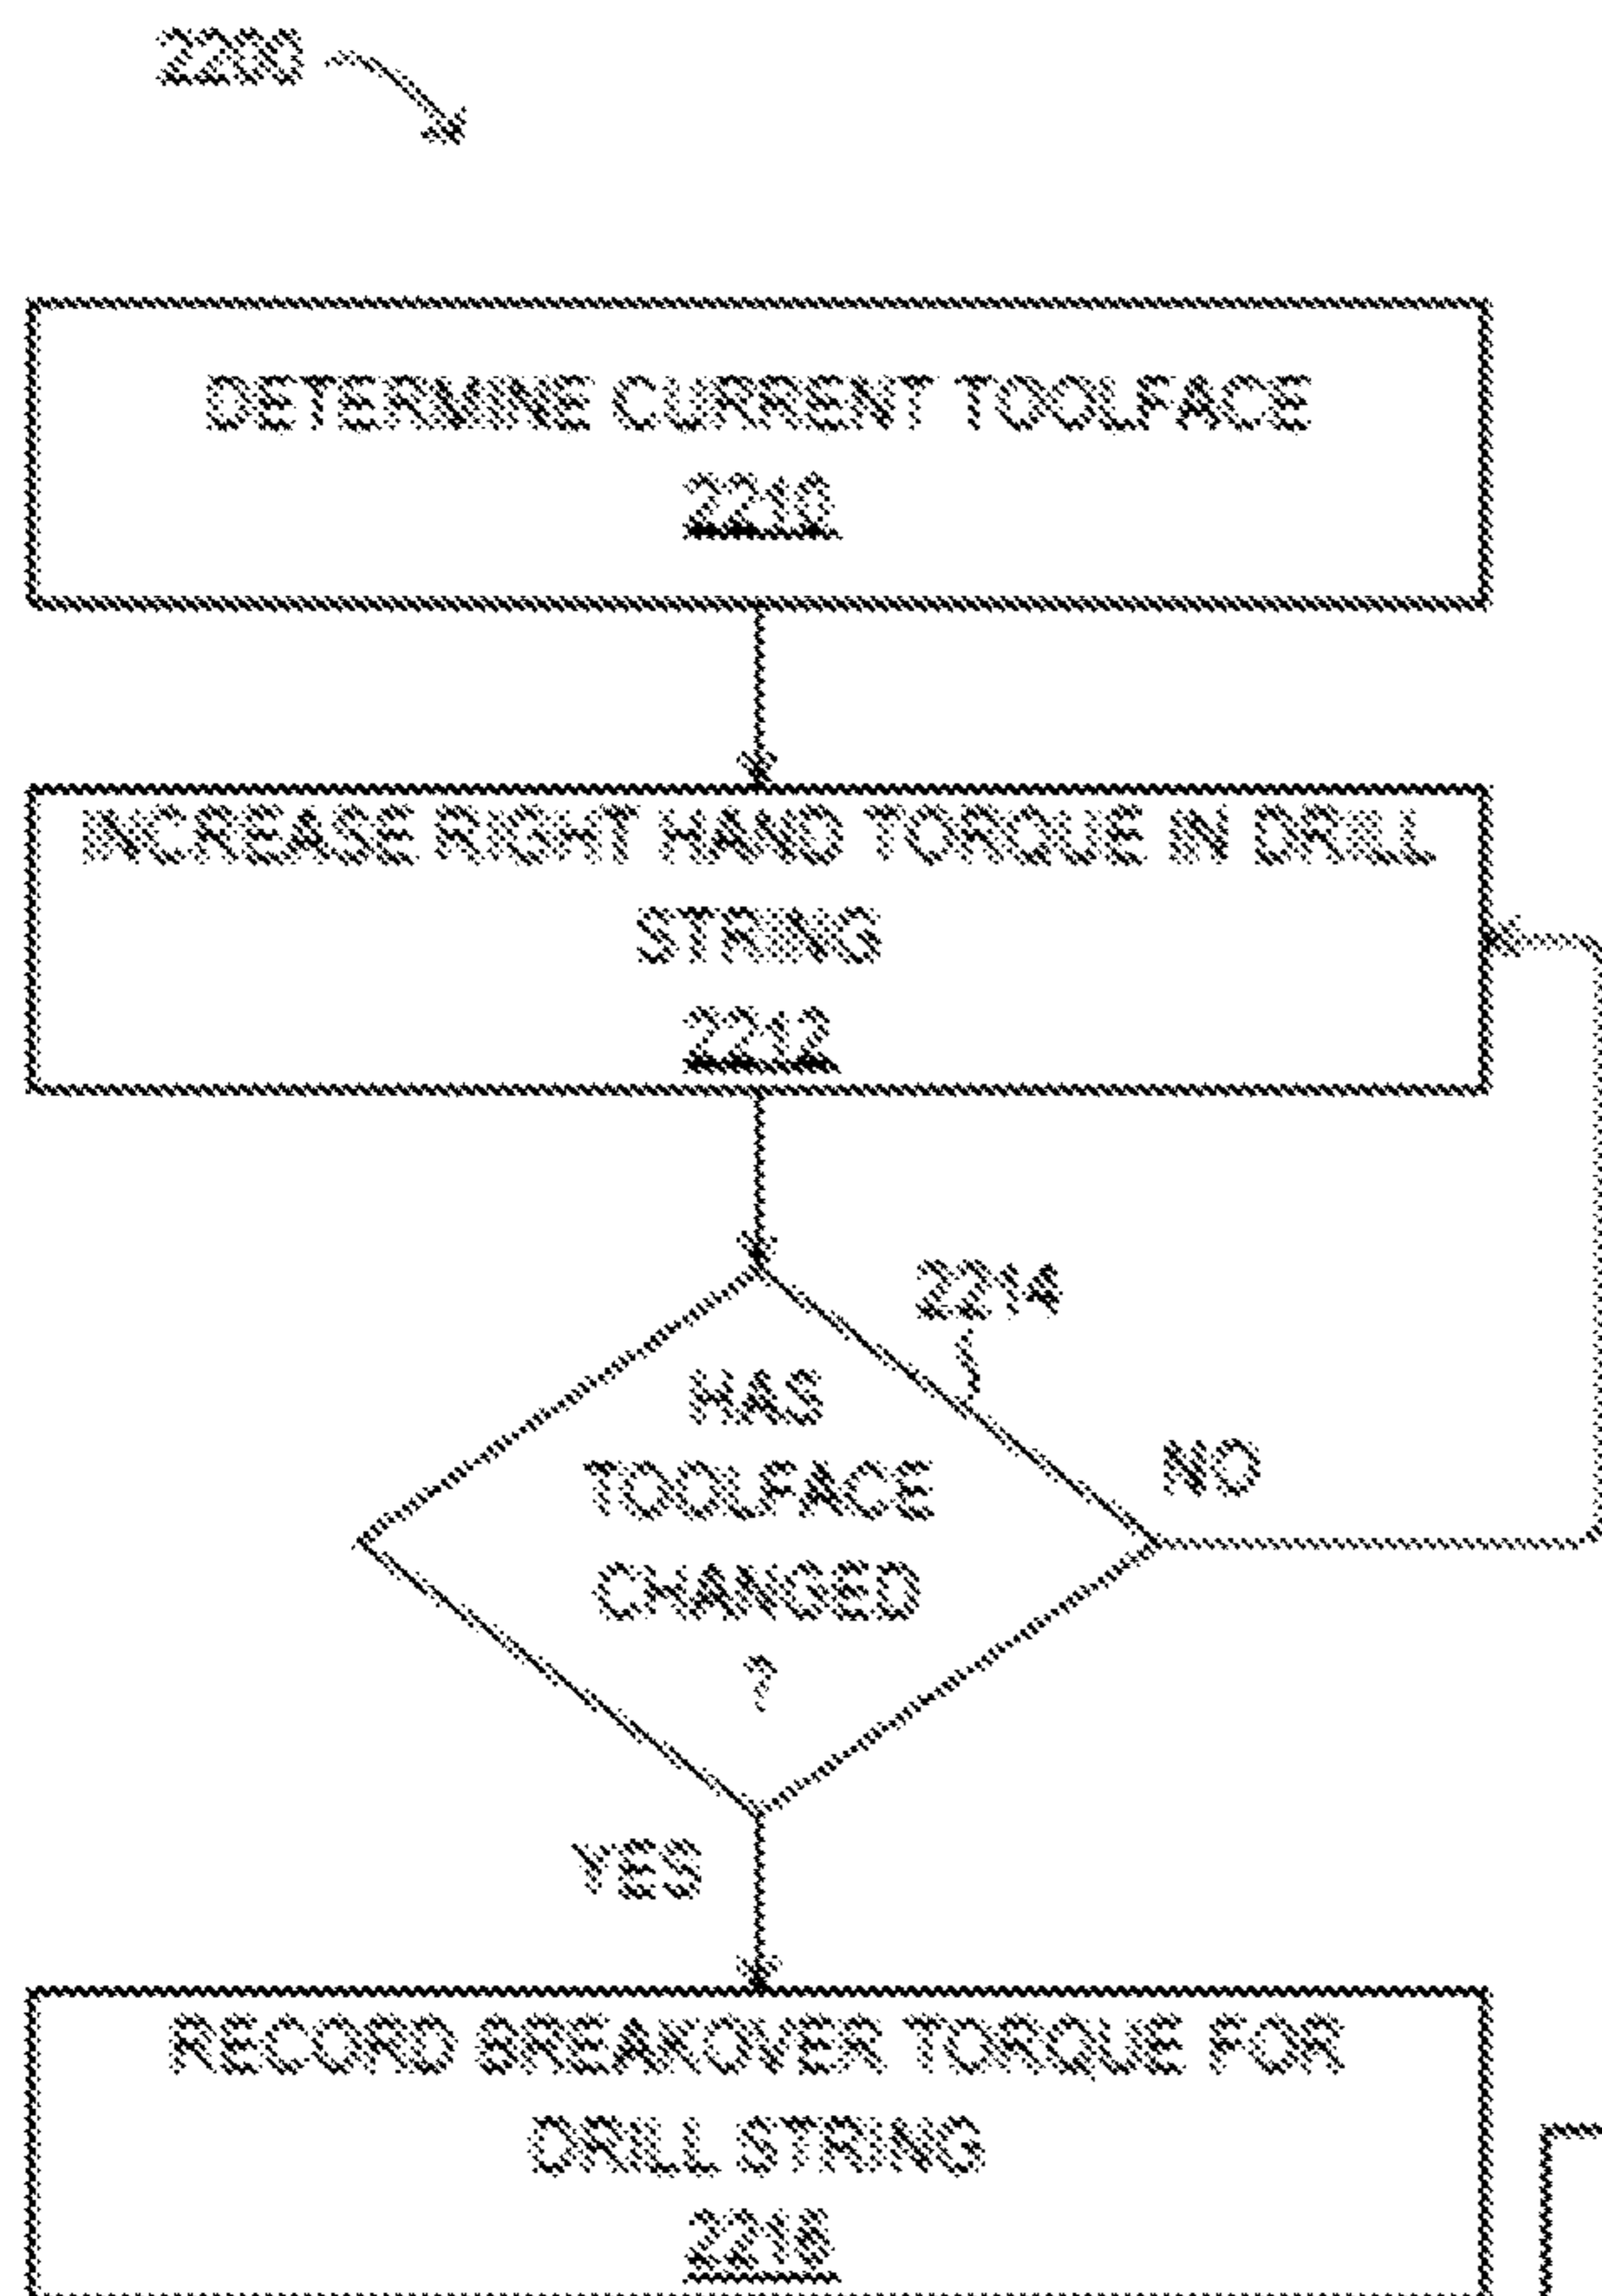 2200
DETERMINE CURRENT TOOLFACE
2210
INCREASE RIGHT HAND TORQUE IN DRILL
STRING
2212
2214
HAS
TOOLFACE
CHANGED
?
NO
YES
RECORD BREAKOVER TORQUE FOR
DRILL STRING
2216